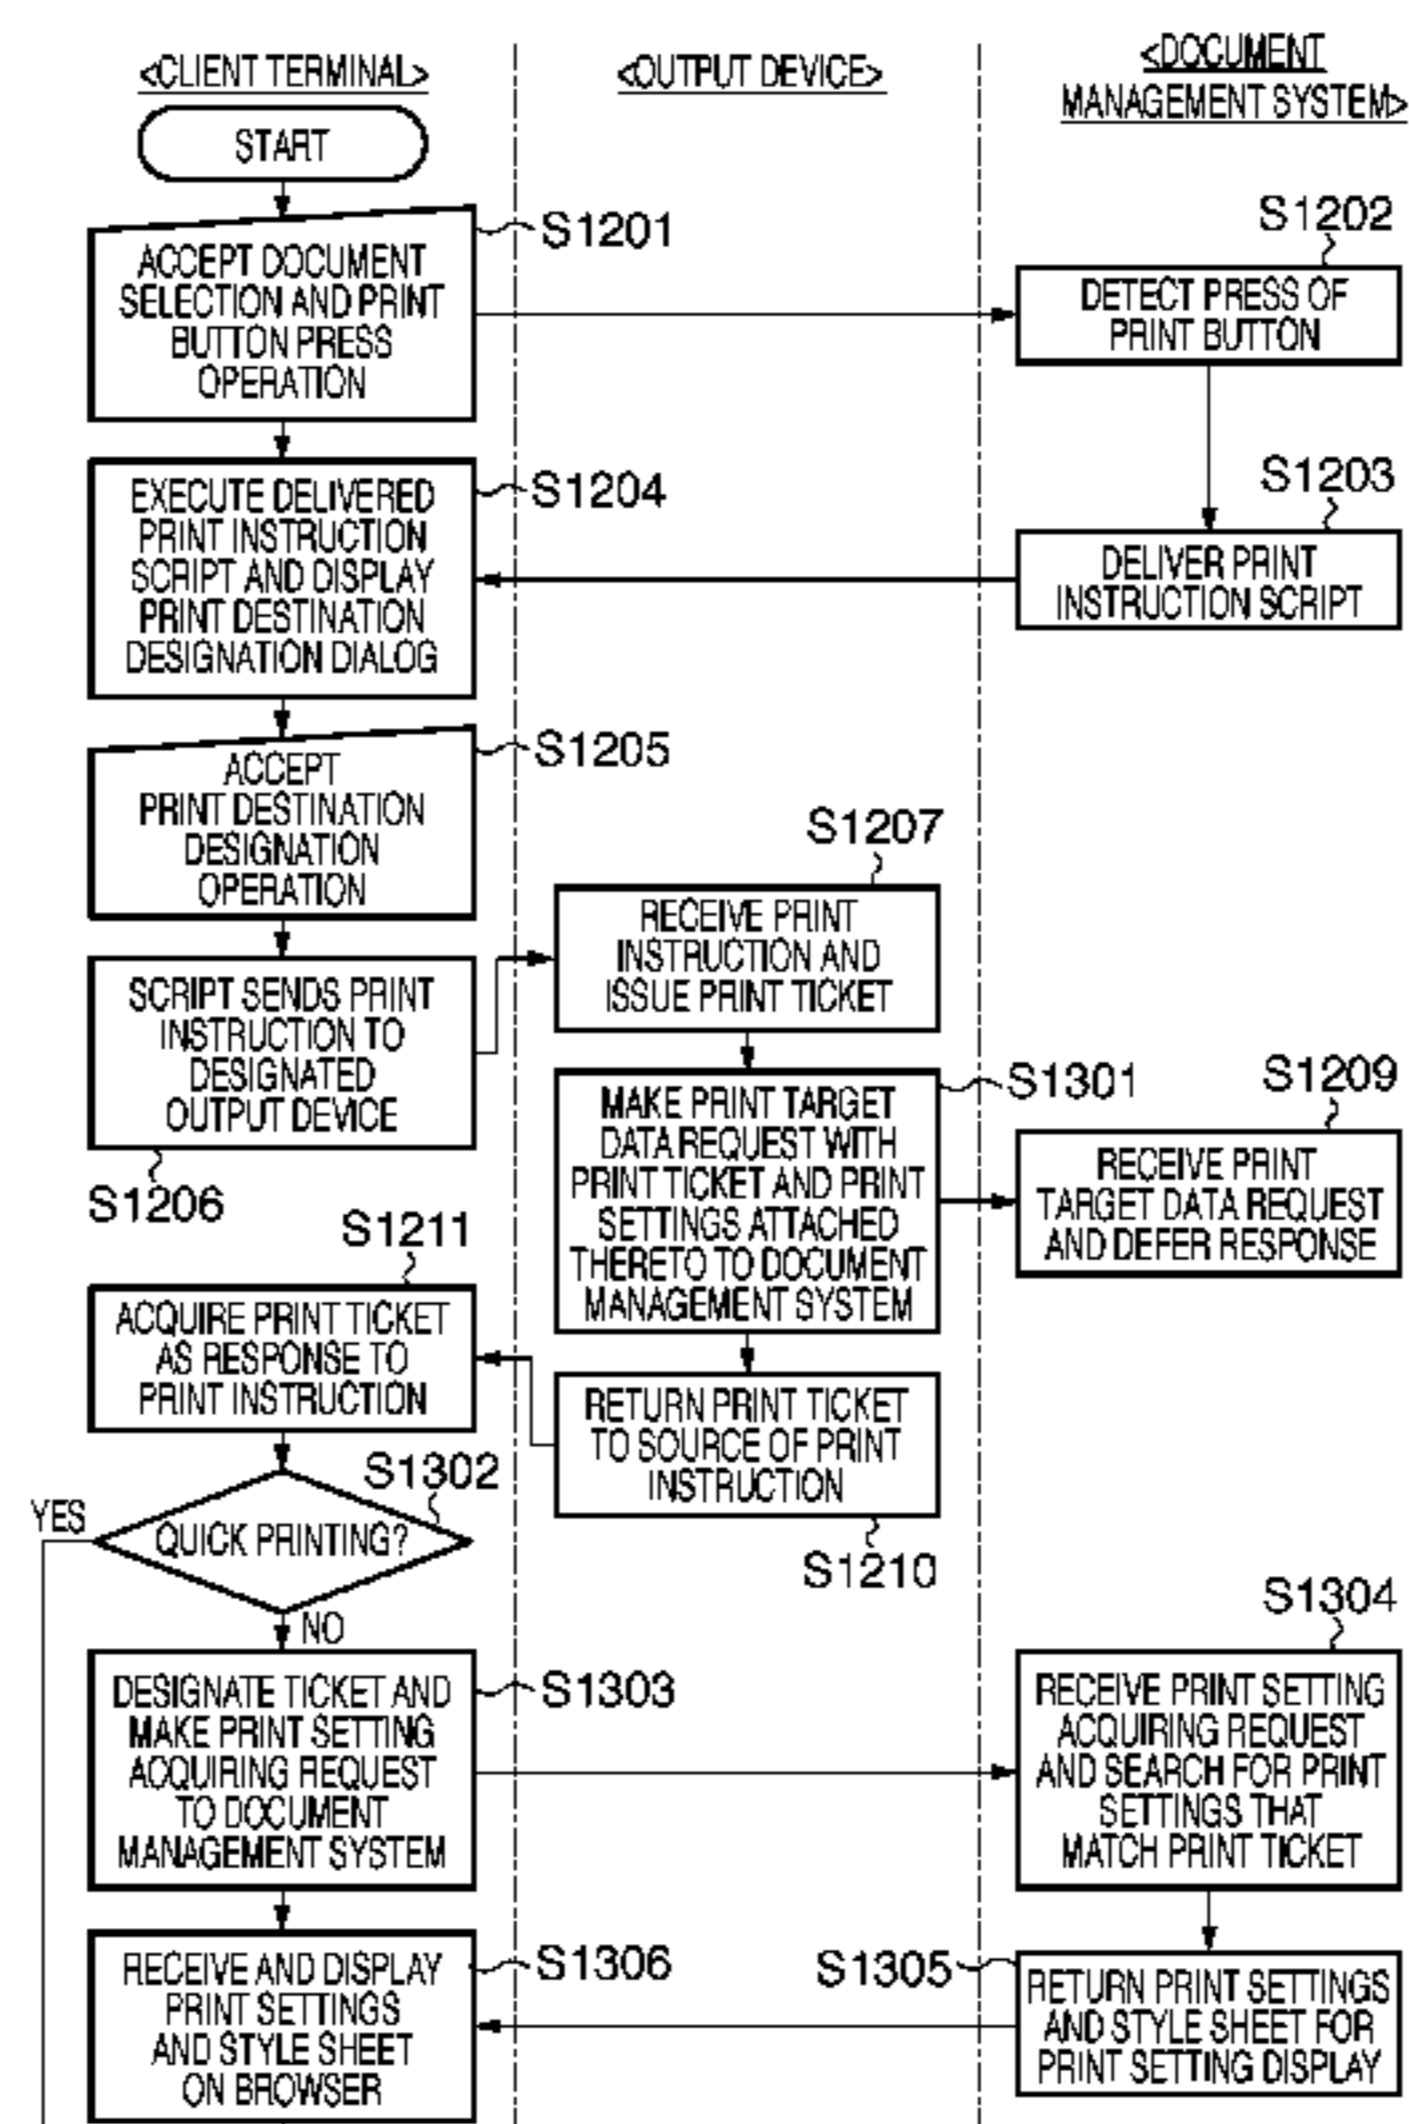 <CLIENT TERMINAL>
<OUTPUT DEVICE>
<DOCUMENT
MANAGEMENT SYSTEM>
START
S1201
ACCEPT DOCUMENT
SELECTION AND PRINT
BUTTON PRESS
OPERATION
S1202
DETECT PRESS OF
PRINT BUTTON
S1203
DELIVER PRINT
INSTRUCTION SCRIPT
S1204
EXECUTE DELIVERED
PRINT INSTRUCTION
SCRIPT AND DISPLAY
PRINT DESTINATION
DESIGNATION DIALOG
S1205
ACCEPT
PRINT DESTINATION
DESIGNATION
OPERATION
SCRIPT SENDS PRINT
INSTRUCTION TO
DESIGNATED
OUTPUT DEVICE
S1206
S1207
RECEIVE PRINT
INSTRUCTION AND
ISSUE PRINT TICKET
S1301
MAKE PRINT TARGET
DATA REQUEST WITH
PRINT TICKET AND PRINT
SETTINGS ATTACHED
THERETO TO DOCUMENT
MANAGEMENT SYSTEM
S1209
RECEIVE PRINT
TARGET DATA REQUEST
AND DEFER RESPONSE
RETURN PRINT TICKET
TO SOURCE OF PRINT
INSTRUCTION
S1210
S1211
ACQUIRE PRINT TICKET
AS RESPONSE TO
PRINT INSTRUCTION
S1302
YES
QUICK PRINTING?
NO
S1303
DESIGNATE TICKET AND
MAKE PRINT SETTING
ACQUIRING REQUEST
TO DOCUMENT
MANAGEMENT SYSTEM
S1304
RECEIVE PRINT SETTING
ACQUIRING REQUEST
AND SEARCH FOR PRINT
SETTINGS THAT
MATCH PRINT TICKET
S1305
RETURN PRINT SETTINGS
AND STYLE SHEET FOR
PRINT SETTING DISPLAY
S1306
RECEIVE AND DISPLAY
PRINT SETTINGS
AND STYLE SHEET
ON BROWSER